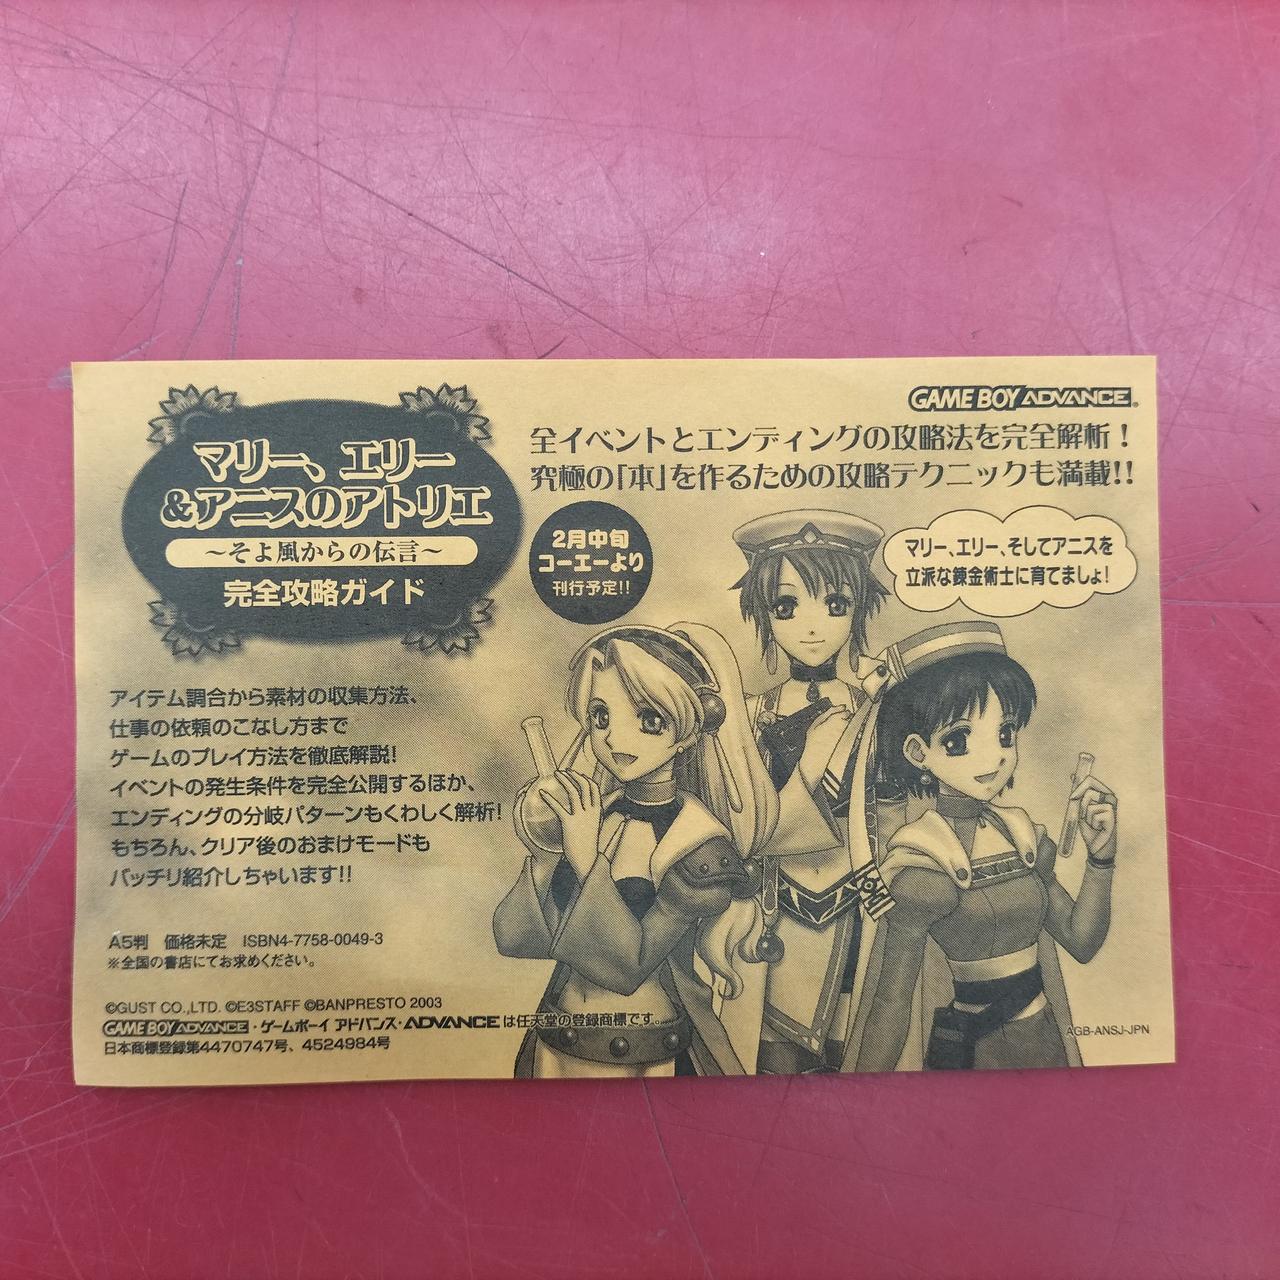 マリー、エリー
&アニスのアトリエ
～そよ風からの伝言～
完全攻略ガイド
GAME BOY ADVANCE®
全イベントとエンディングの攻略法を完全解析！
究極の「本」を作るための攻略テクニックも満載!!
2月中旬
コーエーより
刊行予定!!
マリー、エリー、そしてアニスを
立派な錬金術士に育てましょ!
アイテム調合から素材の収集方法、
仕事の依頼のこなし方まで
ゲームのプレイ方法を徹底解説!
イベントの発生条件を完全公開するほか、
エンディングの分岐パターンもくわしく解析!
もちろん、クリア後のおまけモードも
バッチリ紹介しちゃいます!!
A5判 価格未定 ISBN4-7758-0049-3
※全国の書店にてお求めください。
©GUST CO.,LTD. ©E3STAFF ©BANPRESTO 2003
GAME BOY ADVANCE・ゲームボーイ アドバンス・ADVANCEは任天堂の登録商標です。
日本商標登録第4470747号、4524984号
AGB-ANSJ-JPN